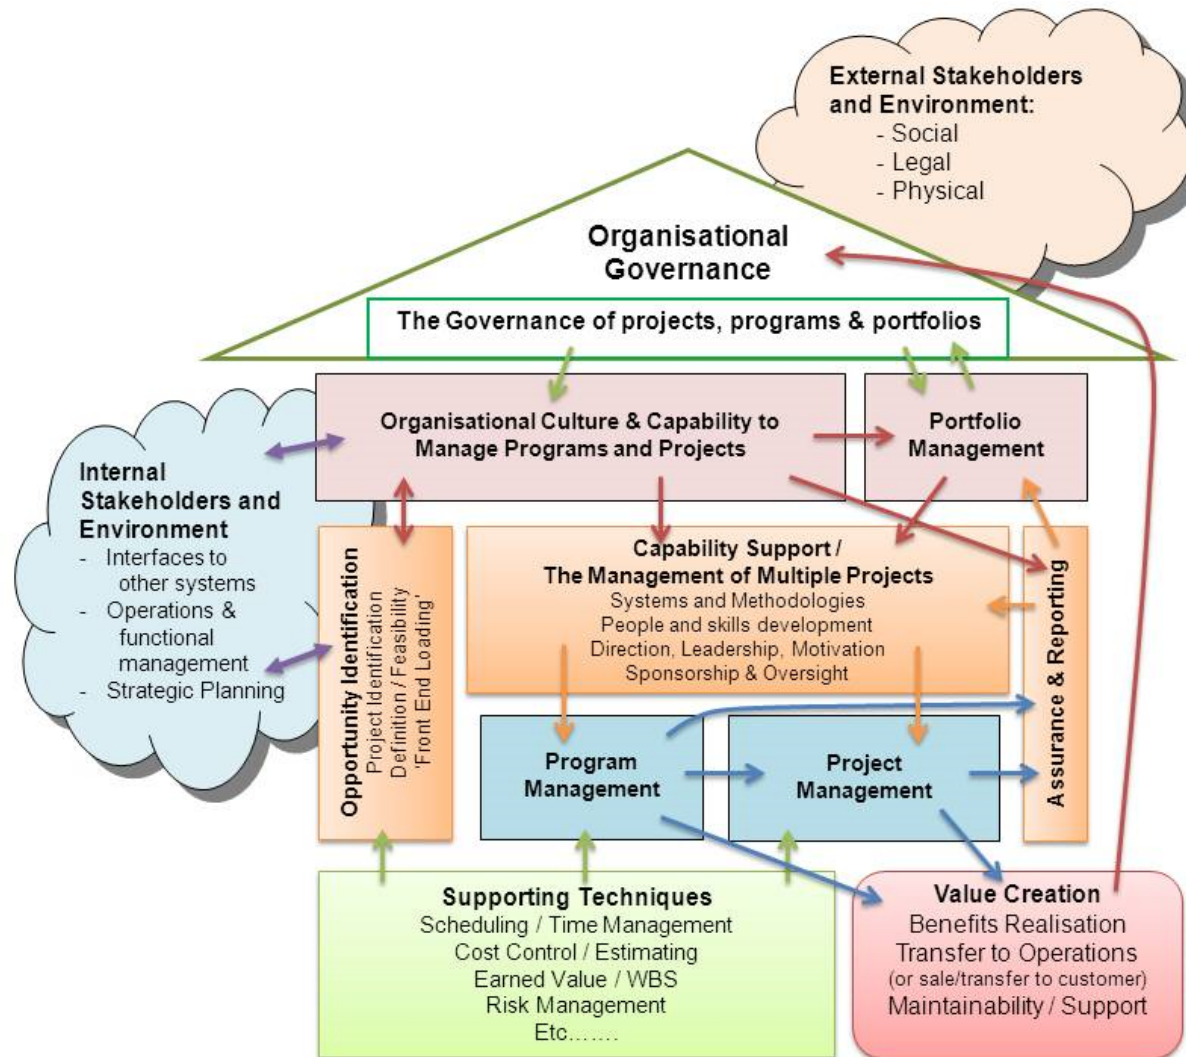 External Stakeholders
and Environment:
- Social
- Legal
- Physical
Organisational
Governance
The Governance of projects, programs & portfolios
Organisational Culture & Capability to
Manage Programs and Projects
Portfolio
Management
Internal
Stakeholders and
Environment
- Interfaces to
other systems
- Operations &
functional
management
- Strategic Planning
Opportunity Identification
Project Identification
Definition / Feasibility
'Front End Loading'
Capability Support /
The Management of Multiple Projects
Systems and Methodologies
People and skills development
Direction, Leadership, Motivation
Sponsorship & Oversight
Assurance & Reporting
Program
Management
Project
Management
Supporting Techniques
Scheduling / Time Management
Cost Control / Estimating
Earned Value / WBS
Risk Management
Etc…….
Value Creation
Benefits Realisation
Transfer to Operations
(or sale/transfer to customer)
Maintainability / Support